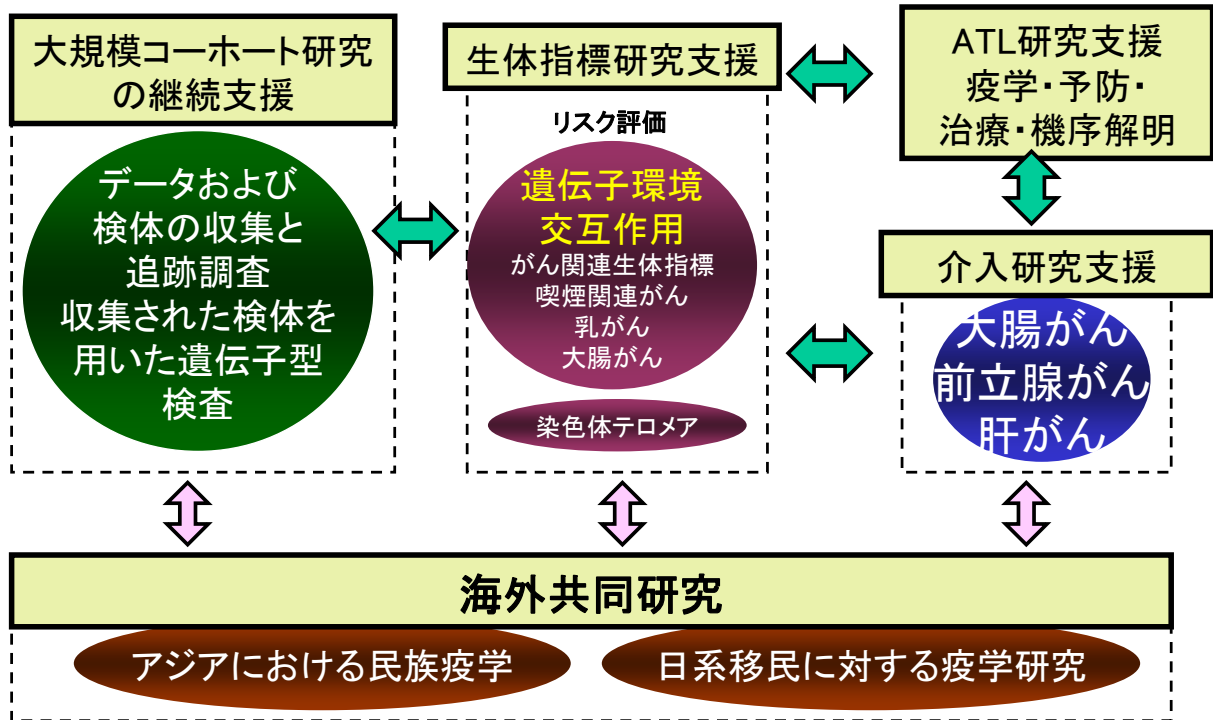 大規模コーホート研究
の継続支援
データおよび
検体の収集と
追跡調査
収集された検体を
用いた遺伝子型
検査
生体指標研究支援
リスク評価
遺伝子環境
交互作用
がん関連生体指標
喫煙関連がん
乳がん
大腸がん
染色体テロメア
ATL研究支援
疫学・予防・
治療・機序解明
介入研究支援
大腸がん
前立腺がん
肝がん
海外共同研究
アジアにおける民族疫学
日系移民に対する疫学研究